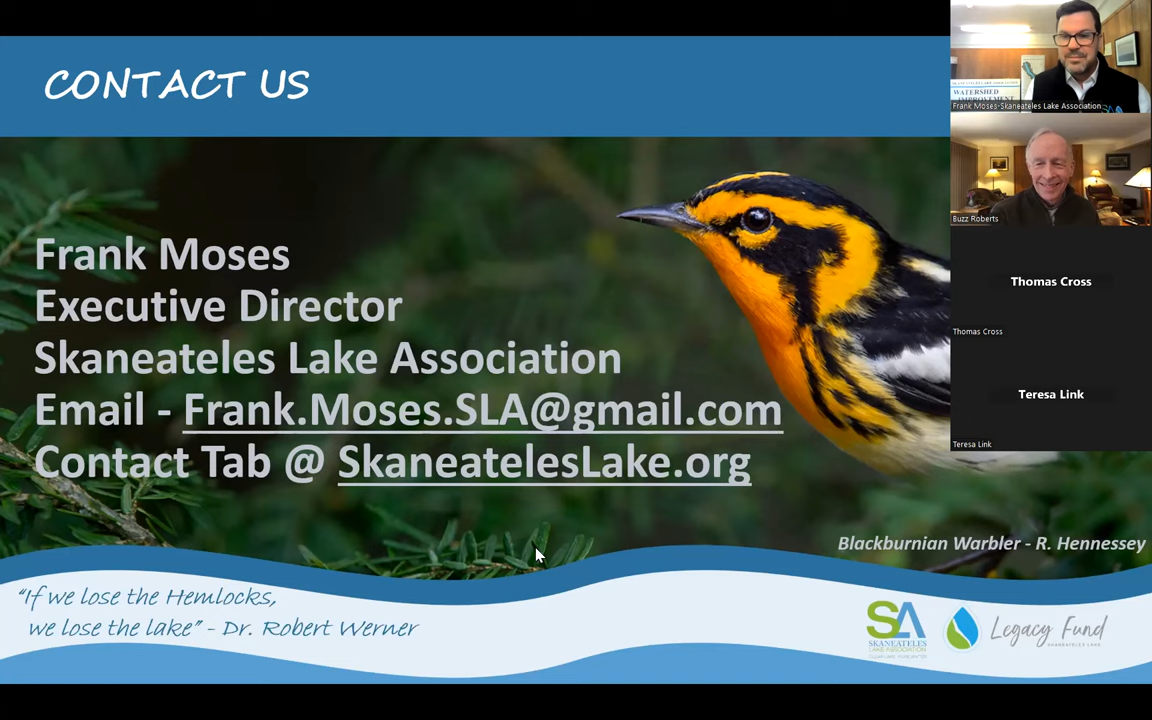 CONTACT US
Frank Moses
Executive Director
Skaneateles Lake Association
Email - Frank.Moses.SLA@gmail.com
Contact Tab @ SkaneatelesLake.org
Blackburnian Warbler - R. Hennessey
"If we lose the Hemlocks,
we lose the lake" - Dr. Robert Werner
SLA
SKANEATELES
LAKE ASSOCIATION
Legacy Fund
SKANEATELES LAKE
WATERSHED
Frank Moses-Skaneateles Lake Association
Buzz Roberts
Thomas Cross
Thomas Cross
Teresa Link
Teresa Link